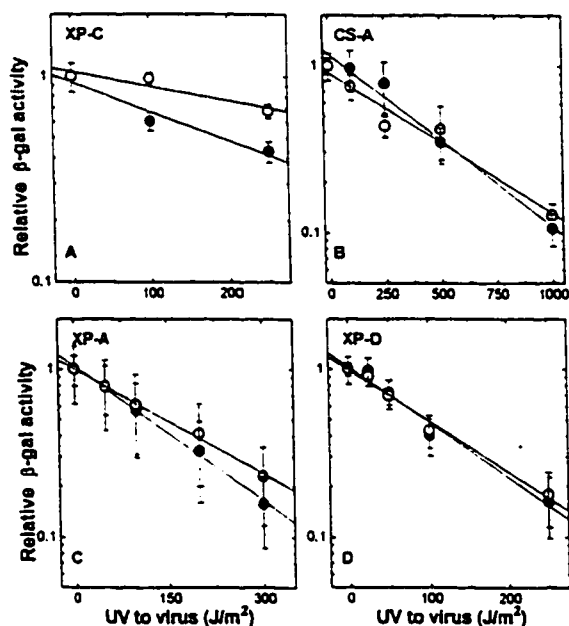 XP-C
CS-A
Relative β-gal activity
1
1
0.1
0.1
A
B
0 100 200
0 250 500 750 1000
XP-A
XP-D
Relative β-gal activity
1
1
0.1
0.1
C
D
0 100 200 300
0 100 200
UV to virus (J/m²)
UV to virus (J/m²)